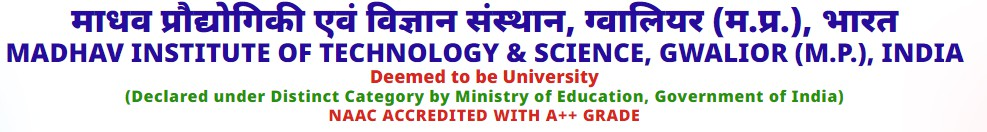 माधव प्रौद्योगिकी एवं विज्ञान संस्थान, ग्वालियर (म.प्र.), भारत
MADHAV INSTITUTE OF TECHNOLOGY & SCIENCE, GWALIOR (M.P.), INDIA
Deemed to be University
(Declared under Distinct Category by Ministry of Education, Government of India)
NAAC ACCREDITED WITH A++ GRADE